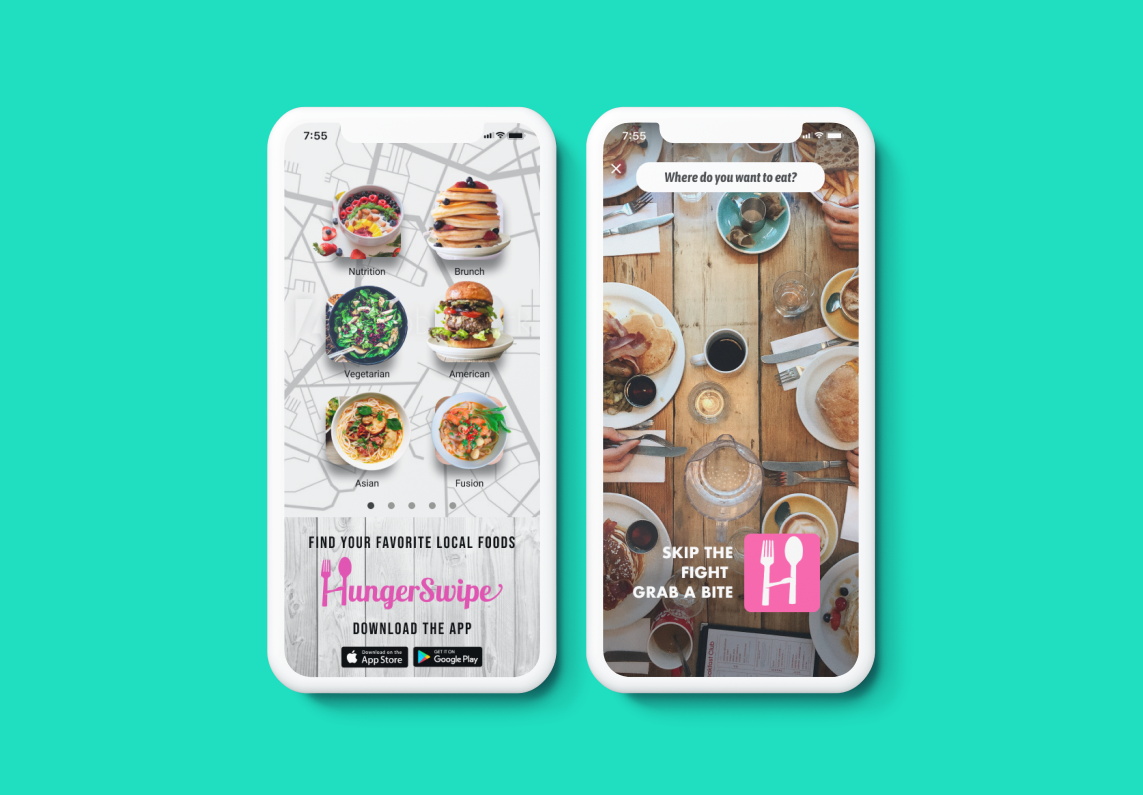 7:55
Nutrition
Brunch
Vegetarian
American
Asian
Fusion
FIND YOUR FAVORITE LOCAL FOODS
HungerSwipe
DOWNLOAD THE APP
Download on the
App Store
GET IT ON
Google Play
7:55
Where do you want to eat?
SKIP THE
FIGHT
GRAB A BITE